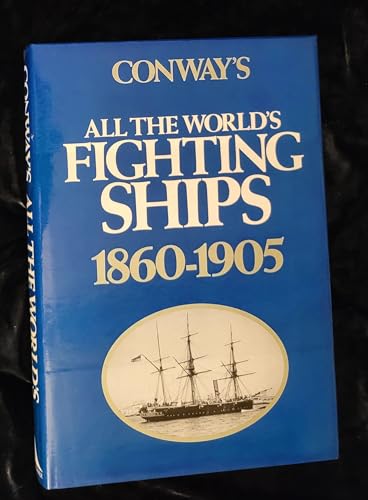 CONWAY'S
ALL THE WORLD'S
FIGHTING
SHIPS
1860-1905
CONWAY'S ALL THE WORLD'S